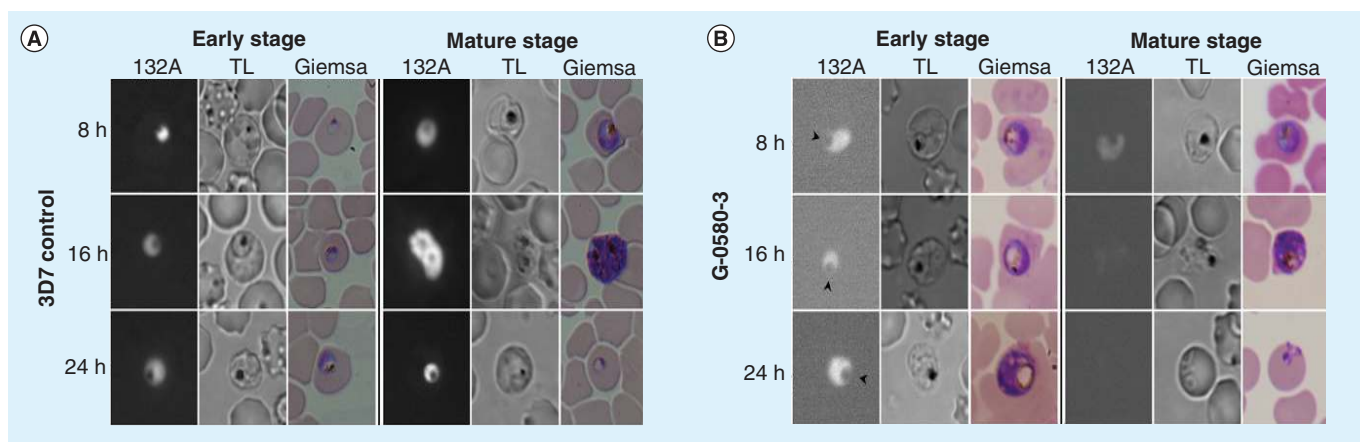 A
Early stage
Mature stage
132A TL Giemsa 132A TL Giemsa
3D7 control
8 h
16 h
24 h
B
Early stage
Mature stage
132A TL Giemsa 132A TL Giemsa
G-0580-3
8 h
16 h
24 h